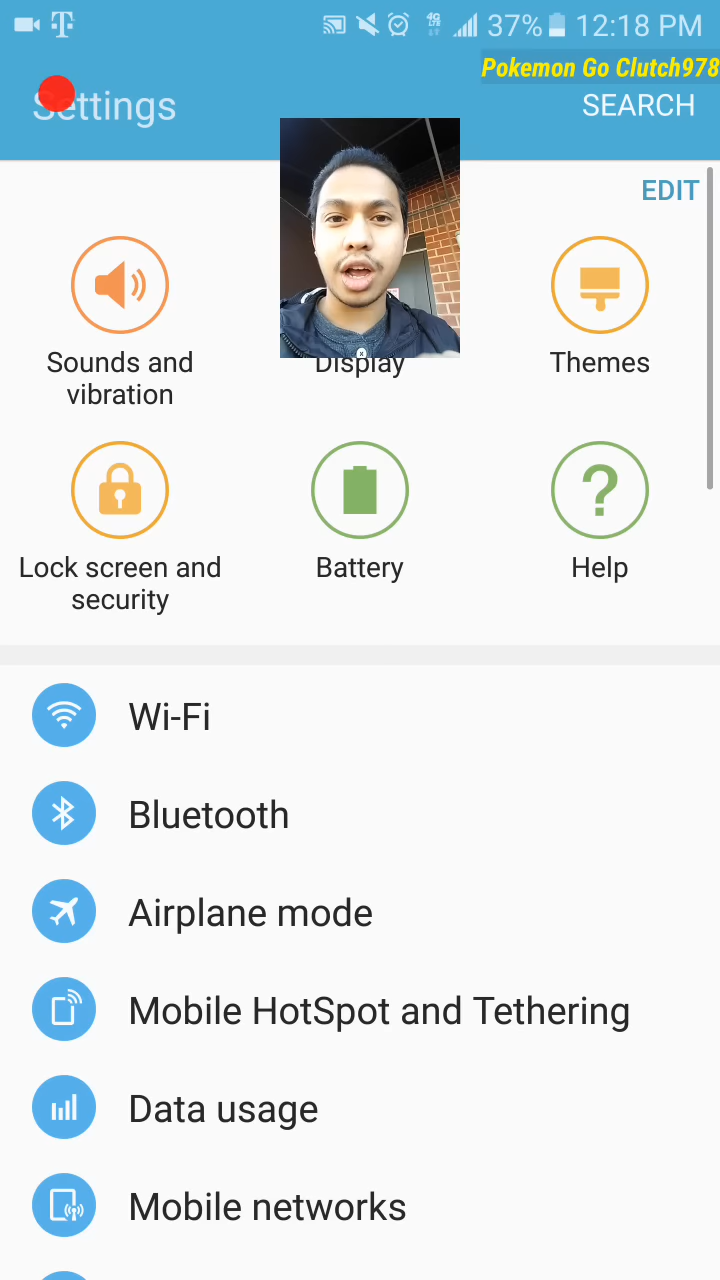 37% 12:18 PM
Pokemon Go Clutch978
Settings
SEARCH
EDIT
Sounds and
vibration
Display
Themes
Lock screen and
security
Battery
Help
Wi-Fi
Bluetooth
Airplane mode
Mobile HotSpot and Tethering
Data usage
Mobile networks